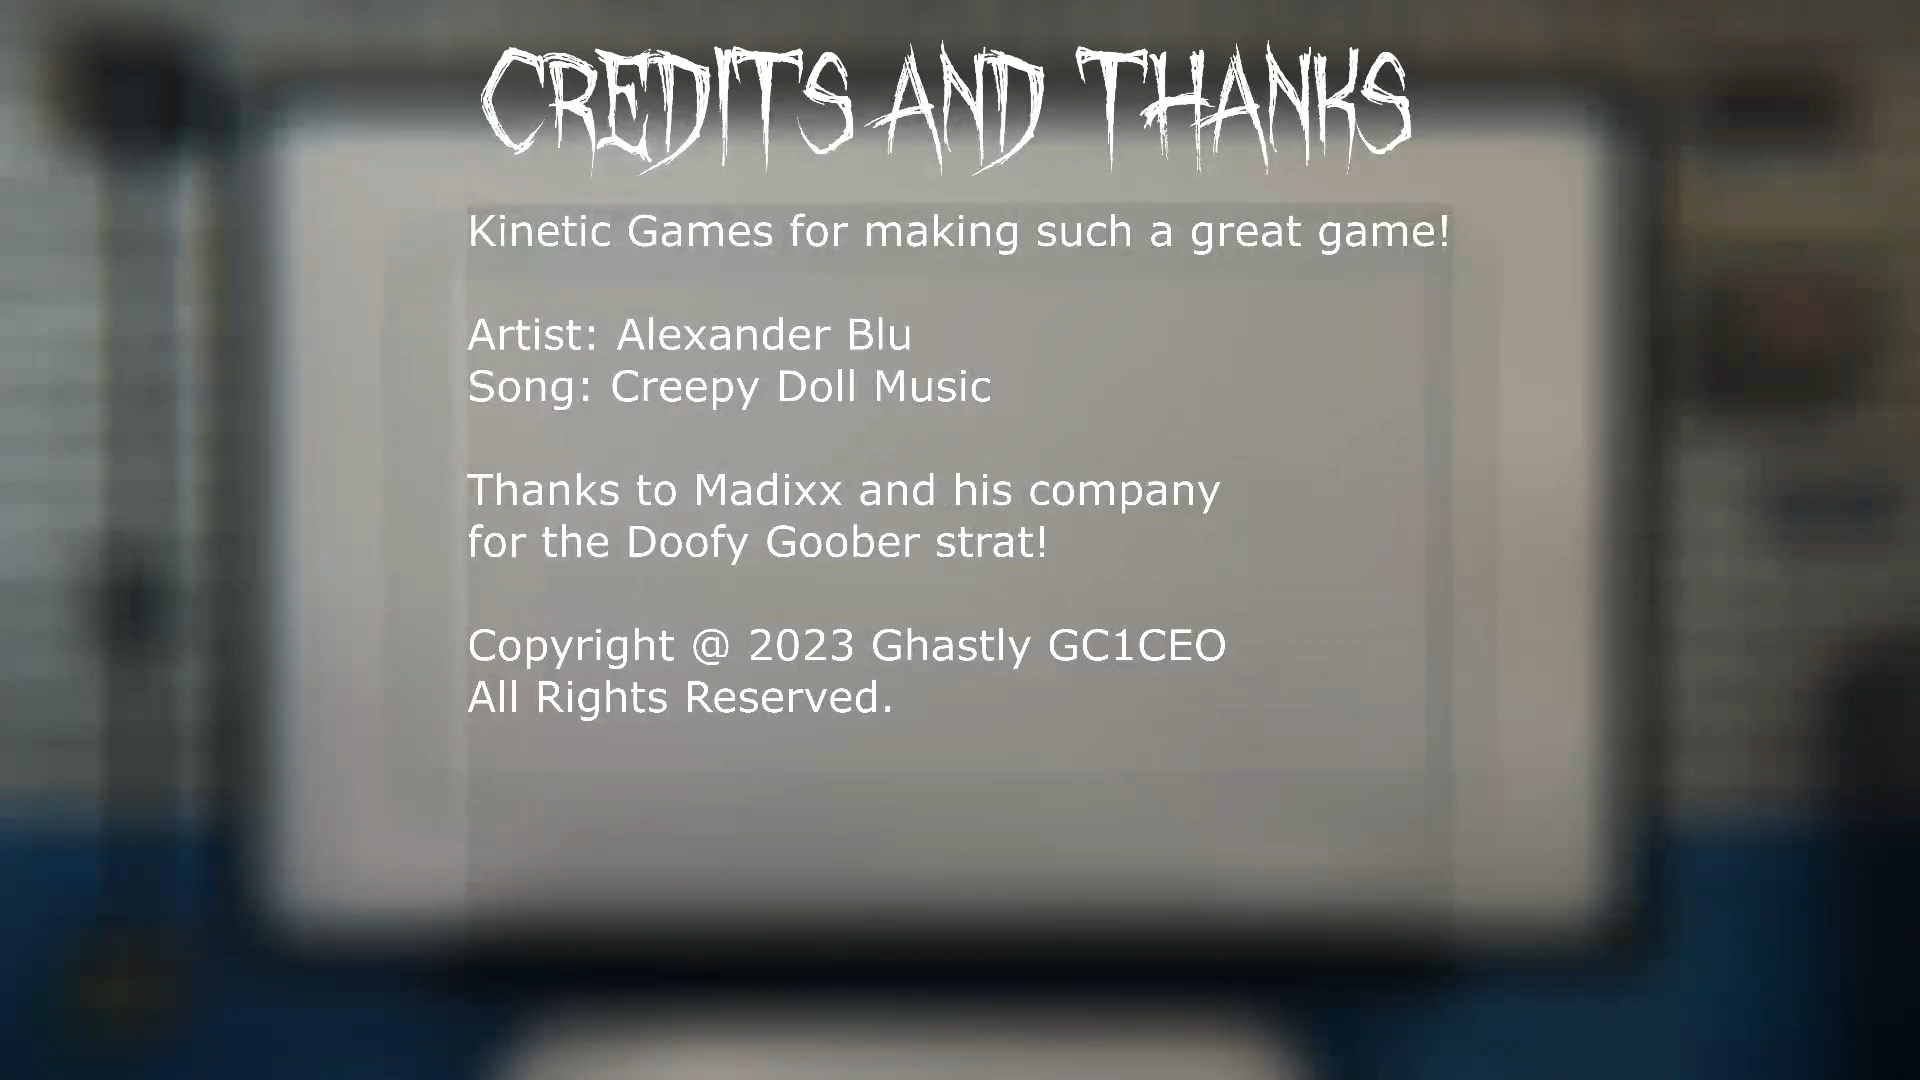 CREDITS AND THANKS
Kinetic Games for making such a great game!
Artist: Alexander Blu
Song: Creepy Doll Music
Thanks to Madixx and his company
for the Doofy Goober strat!
Copyright @ 2023 Ghastly GC1CEO
All Rights Reserved.